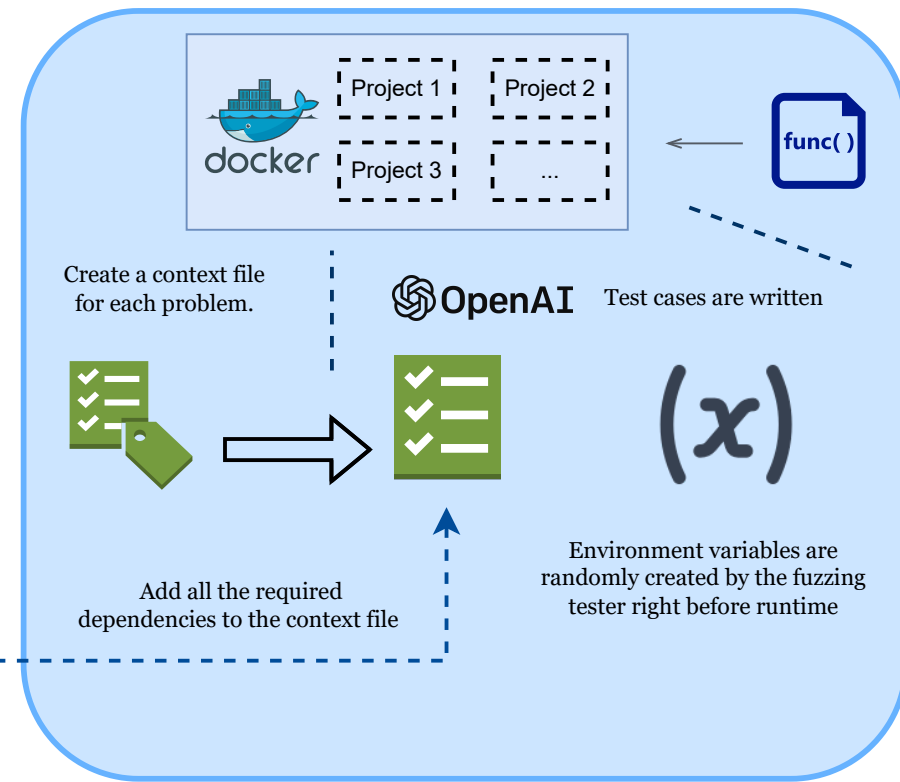 Project 1
Project 2
docker
Project 3
...
func( )
Create a context file
for each problem.
OpenAI
Test cases are written
(x)
Environment variables are
randomly created by the fuzzing
tester right before runtime
Add all the required
dependencies to the context file